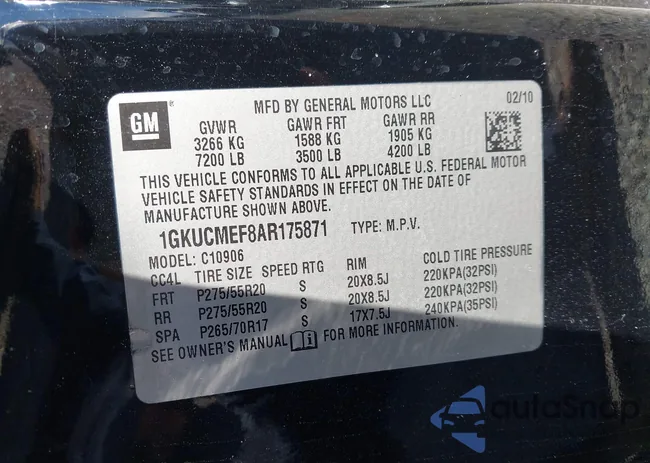 MFD BY GENERAL MOTORS LLC 02/10
GM
GVWR GAWR FRT GAWR RR
3266 KG 1588 KG 1905 KG
7200 LB 3500 LB 4200 LB
THIS VEHICLE CONFORMS TO ALL APPLICABLE U.S. FEDERAL MOTOR
VEHICLE SAFETY STANDARDS IN EFFECT ON THE DATE OF
MANUFACTURE SHOWN ABOVE.
1GKUCMEF8AR175871 TYPE: M.P.V.
MODEL: C10906
CC4L TIRE SIZE SPEED RTG RIM COLD TIRE PRESSURE
FRT P275/55R20 S 20X8.5J 220KPA(32PSI)
RR P275/55R20 S 20X8.5J 220KPA(32PSI)
SPA P265/70R17 S 17X7.5J 240KPA(35PSI)
SEE OWNER'S MANUAL FOR MORE INFORMATION.
autoSnap